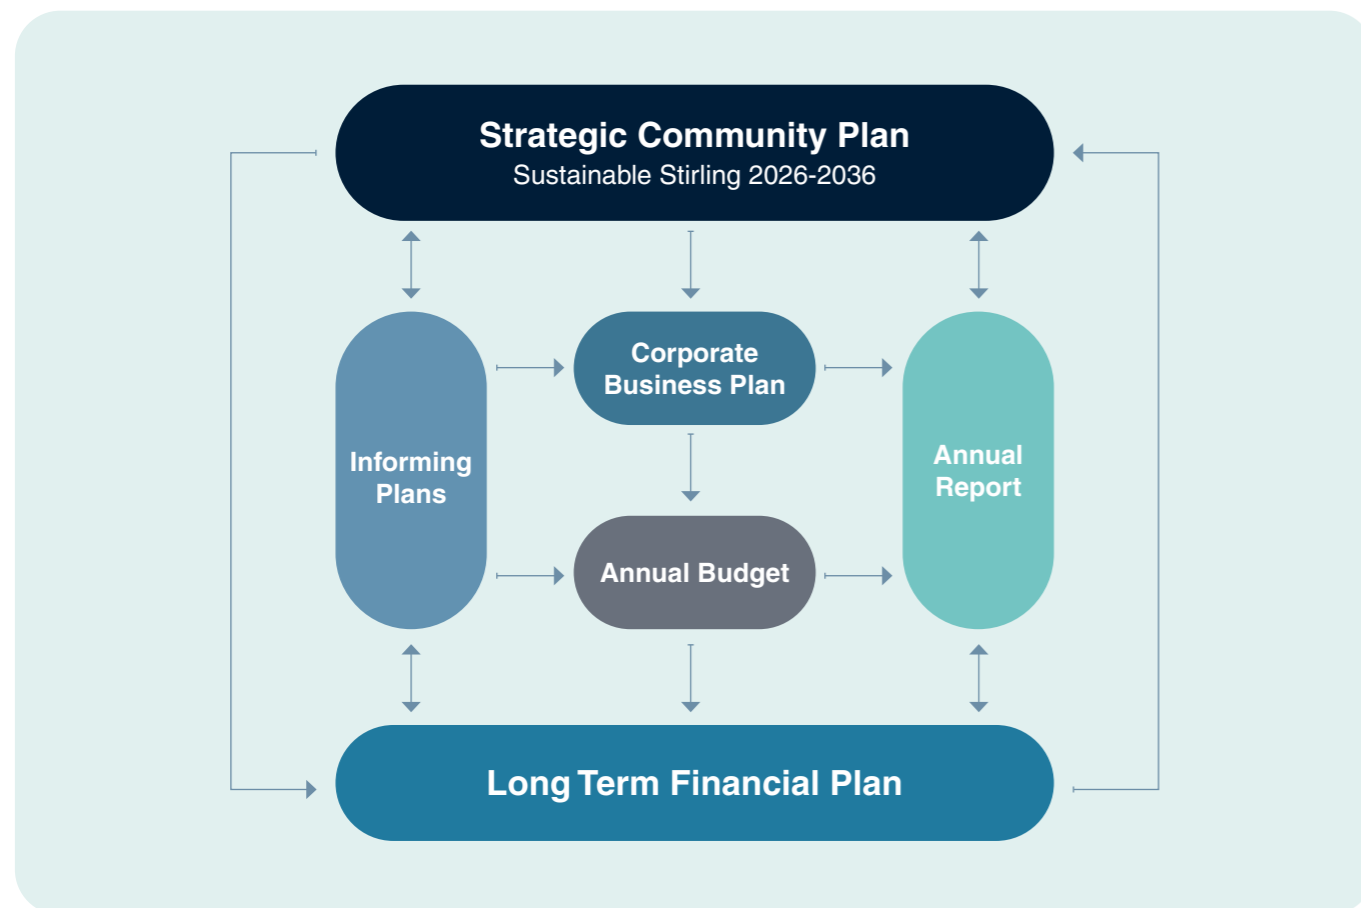 Strategic Community Plan
Sustainable Stirling 2026-2036
Corporate
Business Plan
Informing
Plans
Annual
Report
Annual Budget
Long Term Financial Plan